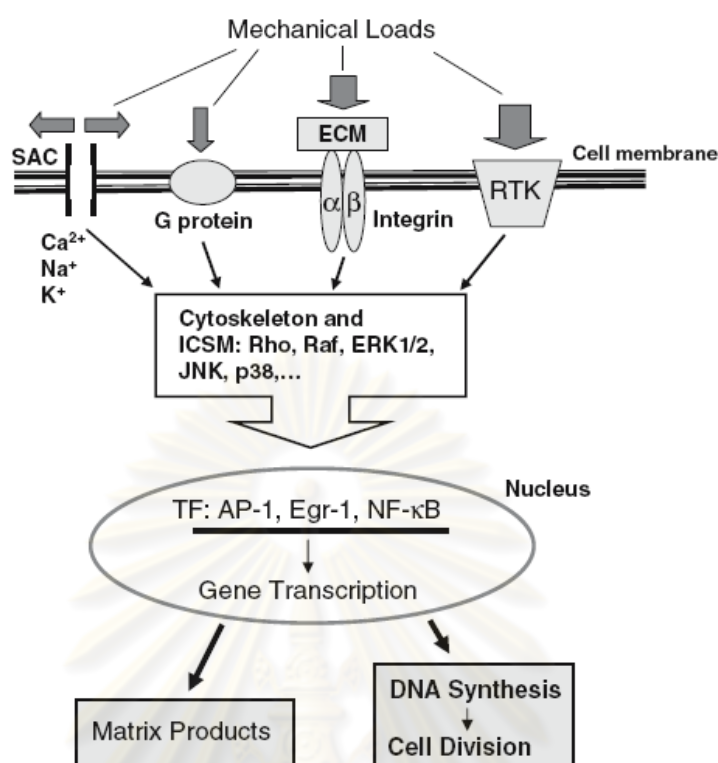 Mechanical Loads
ECM
SAC
Cell membrane
α β
RTK
G protein
Integrin
Ca²⁺
Na⁺
K⁺
Cytoskeleton and
ICSM: Rho, Raf, ERK1/2,
JNK, p38,...
Nucleus
TF: AP-1, Egr-1, NF-κB
Gene Transcription
DNA Synthesis
Matrix Products
Cell Division